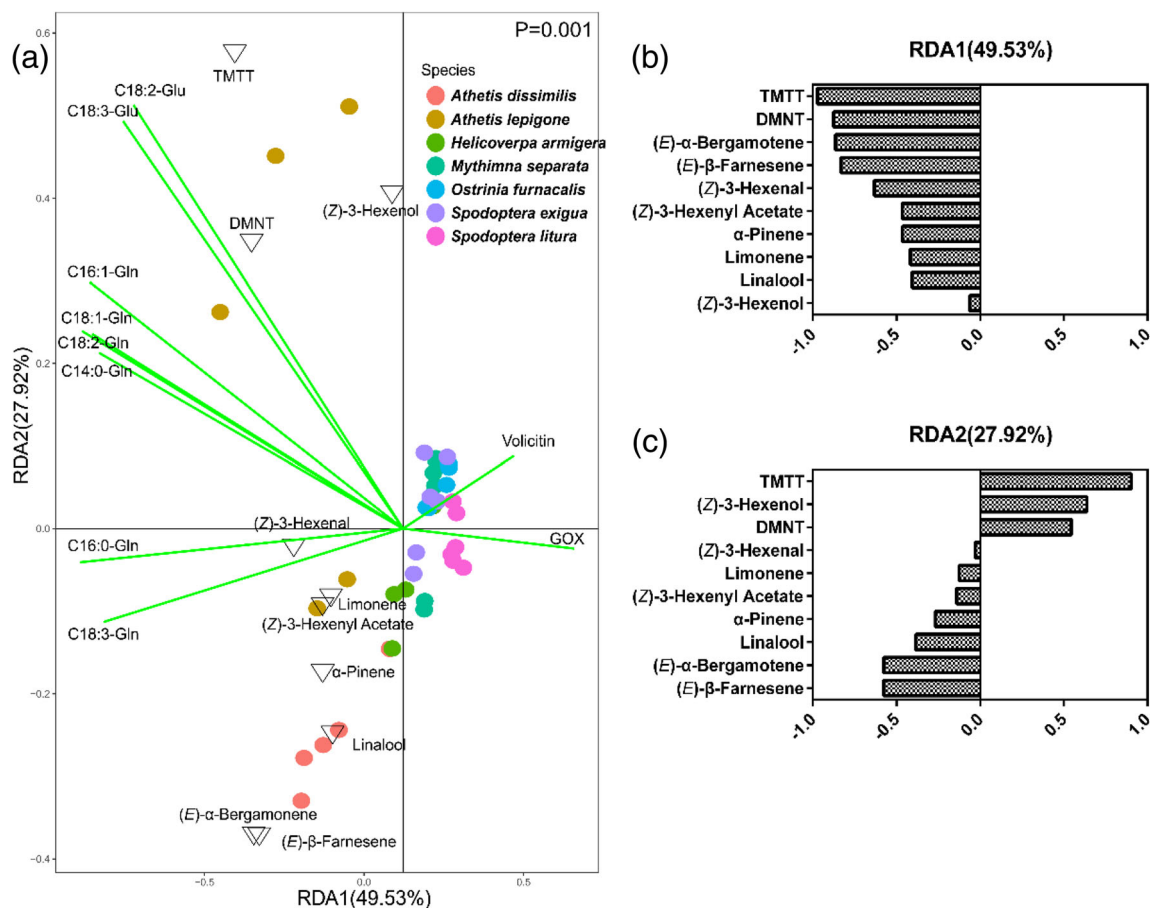 (a)
P=0.001
Species
Athetis dissimilis
Athetis lepigone
Helicoverpa armigera
Mythimna separata
Ostrinia furnacalis
Spodoptera exigua
Spodoptera litura
TMTT
C18:2-Glu
C18:3-Glu
(Z)-3-Hexenol
DMNT
C16:1-Gln
C18:1-Gln
C18:2-Gln
C14:0-Gln
Volicitin
(Z)-3-Hexenal
GOX
C16:0-Gln
Limonene
(Z)-3-Hexenyl Acetate
C18:3-Gln
α-Pinene
Linalool
(E)-α-Bergamonene
(E)-β-Farnesene
0.6
0.4
0.2
0.0
-0.2
-0.4
RDA2(27.92%)
-0.5
0.0
0.5
RDA1(49.53%)
(b)
RDA1(49.53%)
TMTT
DMNT
(E)-α-Bergamotene
(E)-β-Farnesene
(Z)-3-Hexenal
(Z)-3-Hexenyl Acetate
α-Pinene
Limonene
Linalool
(Z)-3-Hexenol
-1.0
-0.5
0.0
0.5
1.0
(c)
RDA2(27.92%)
TMTT
(Z)-3-Hexenol
DMNT
(Z)-3-Hexenal
Limonene
(Z)-3-Hexenyl Acetate
α-Pinene
Linalool
(E)-α-Bergamotene
(E)-β-Farnesene
-1.0
-0.5
0.0
0.5
1.0